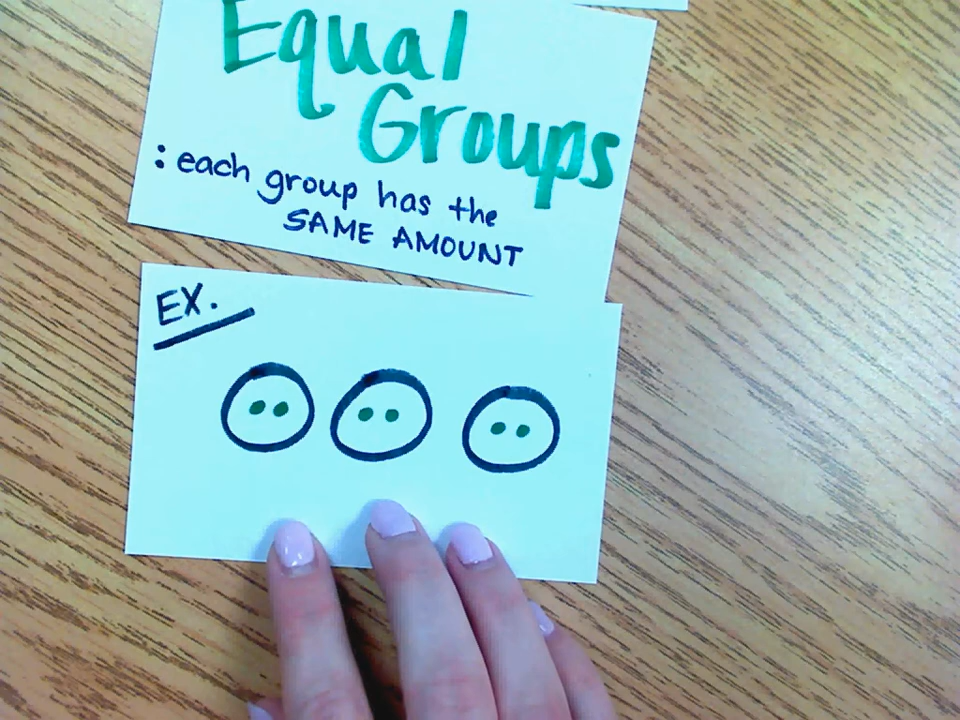 Equal
Groups
: each group has the
SAME AMOUNT
EX.